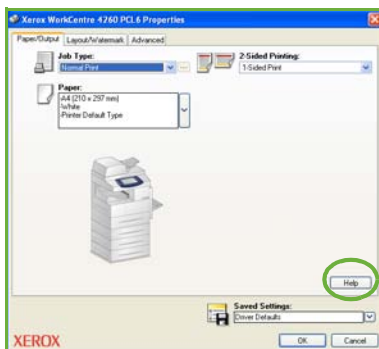 Xerox WorkCentre 4260 PCL6 Properties
Paper/Output Layout/Watermark Advanced
Job Type:
Normal Print
2-Sided Printing:
1-Sided Print
Paper:
-A4 (210 x 297 mm)
-White
-Printer Default Type
Help
Saved Settings:
Driver Defaults
XEROX
OK Cancel